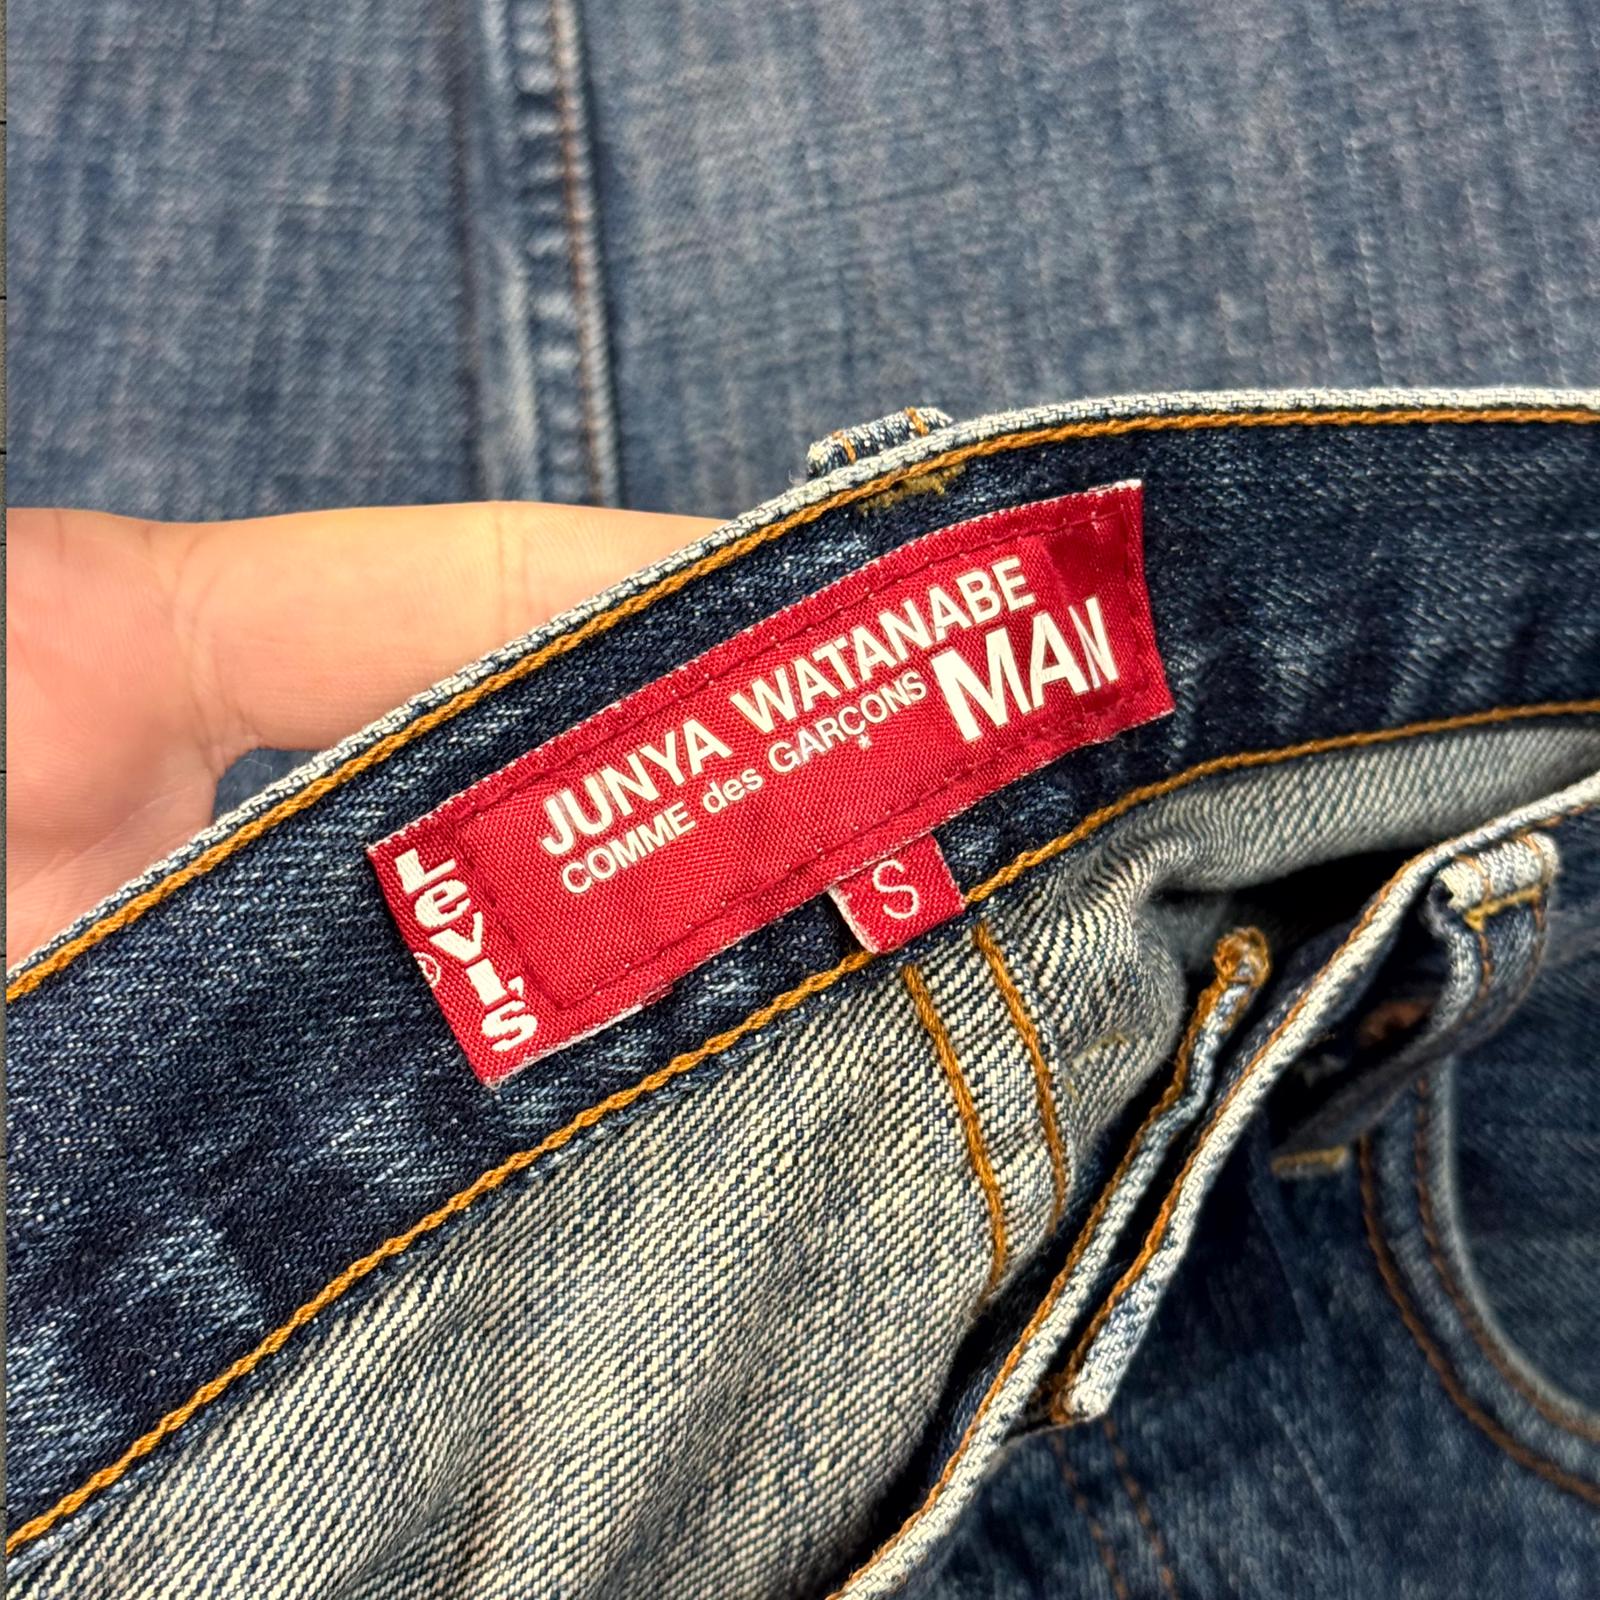 JUNYA WATANABE
COMME des GARÇONS MAN
Levi's
®
S